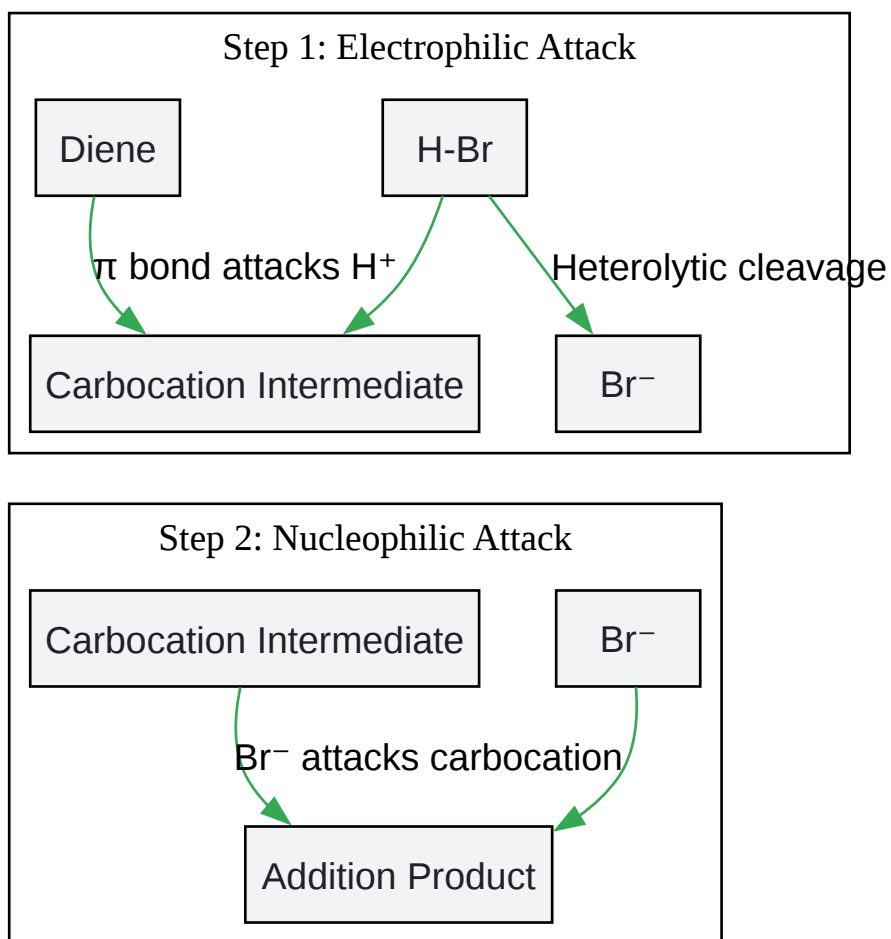 Step 1: Electrophilic Attack
Diene
H-Br
π bond attacks H⁺
Heterolytic cleavage
Carbocation Intermediate
Br⁻
Step 2: Nucleophilic Attack
Carbocation Intermediate
Br⁻
Br⁻ attacks carbocation
Addition Product